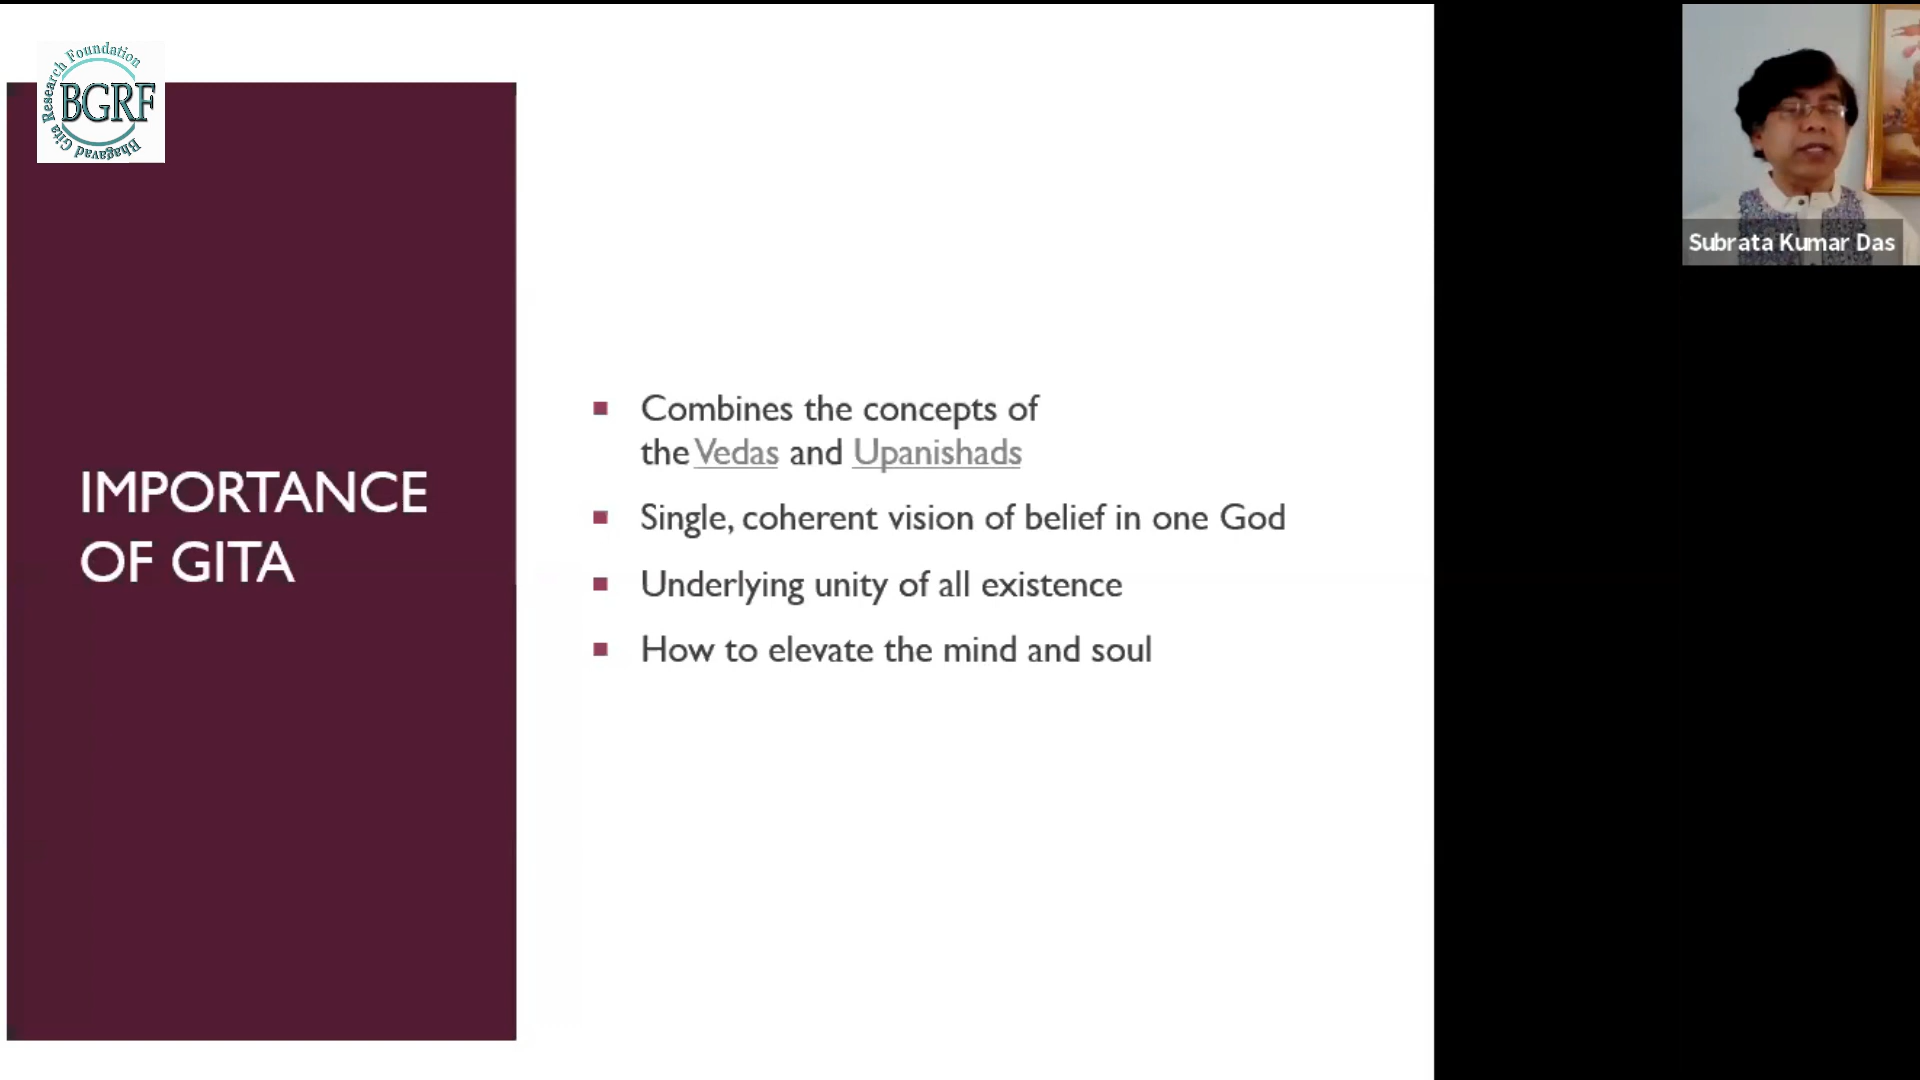 Bhagavad Gita Research Foundation
BGRF
IMPORTANCE
OF GITA
Combines the concepts of
the Vedas and Upanishads
Single, coherent vision of belief in one God
Underlying unity of all existence
How to elevate the mind and soul
Subrata Kumar Das